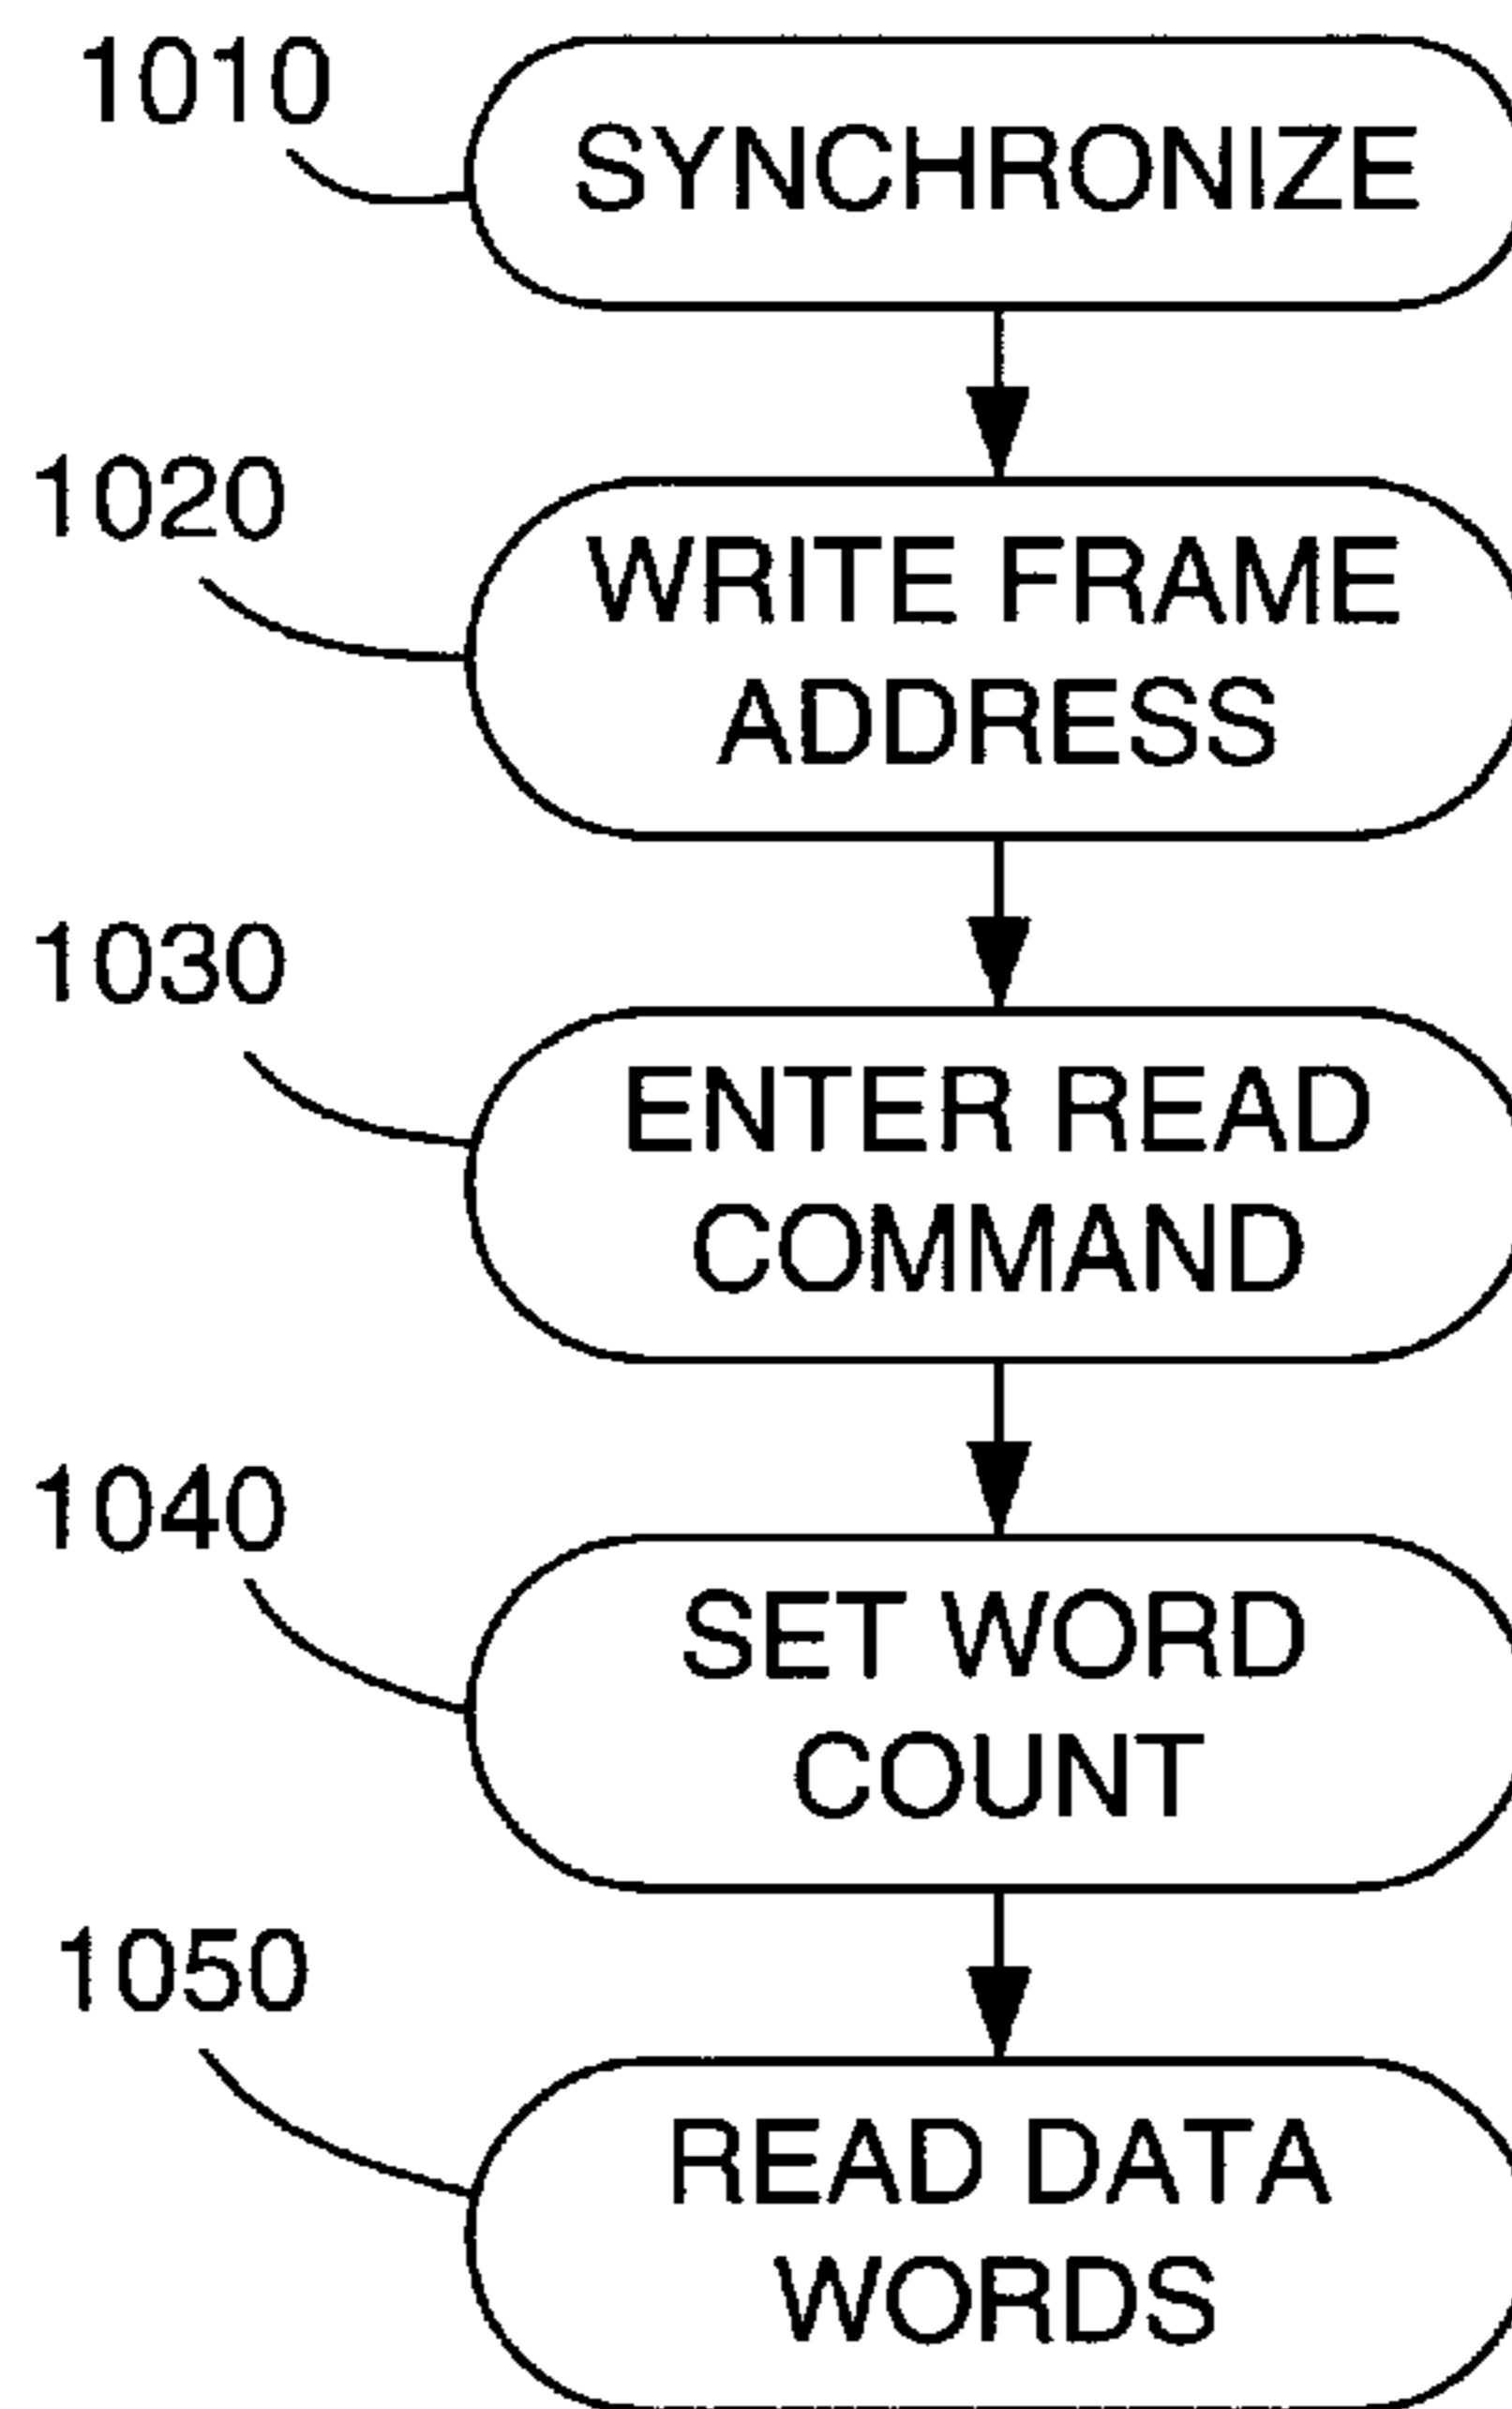 1010
SYNCHRONIZE
1020
WRITE FRAME
ADDRESS
1030
ENTER READ
COMMAND
1040
SET WORD
COUNT
1050
READ DATA
WORDS